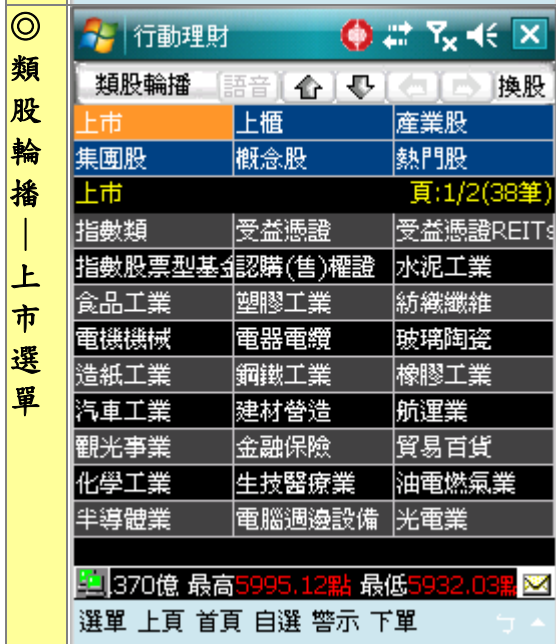 ◎類股輪播—上市選單
行動理財
類股輪播 語音 換股
上市 上櫃 產業股
集團股 概念股 熱門股
上市 頁:1/2(38筆)
指數類 受益憑證 受益憑證REITs
指數股票型基金 認購(售)權證 水泥工業
食品工業 塑膠工業 紡織纖維
電機機械 電器電纜 玻璃陶瓷
造紙工業 鋼鐵工業 橡膠工業
汽車工業 建材營造 航運業
觀光事業 金融保險 貿易百貨
化學工業 生技醫療業 油電燃氣業
半導體業 電腦週邊設備 光電業
.370億 最高5995.12點 最低5932.03點
選單 上頁 首頁 自選 警示 下單 ㄅ